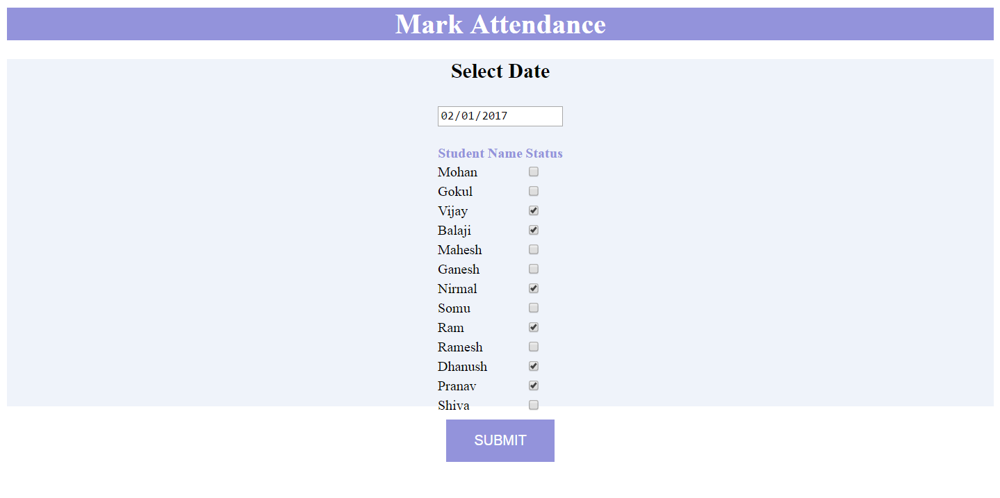 Mark Attendance
Select Date
02/01/2017
Student Name Status
Mohan
Gokul
Vijay
Balaji
Mahesh
Ganesh
Nirmal
Somu
Ram
Ramesh
Dhanush
Pranav
Shiva
SUBMIT